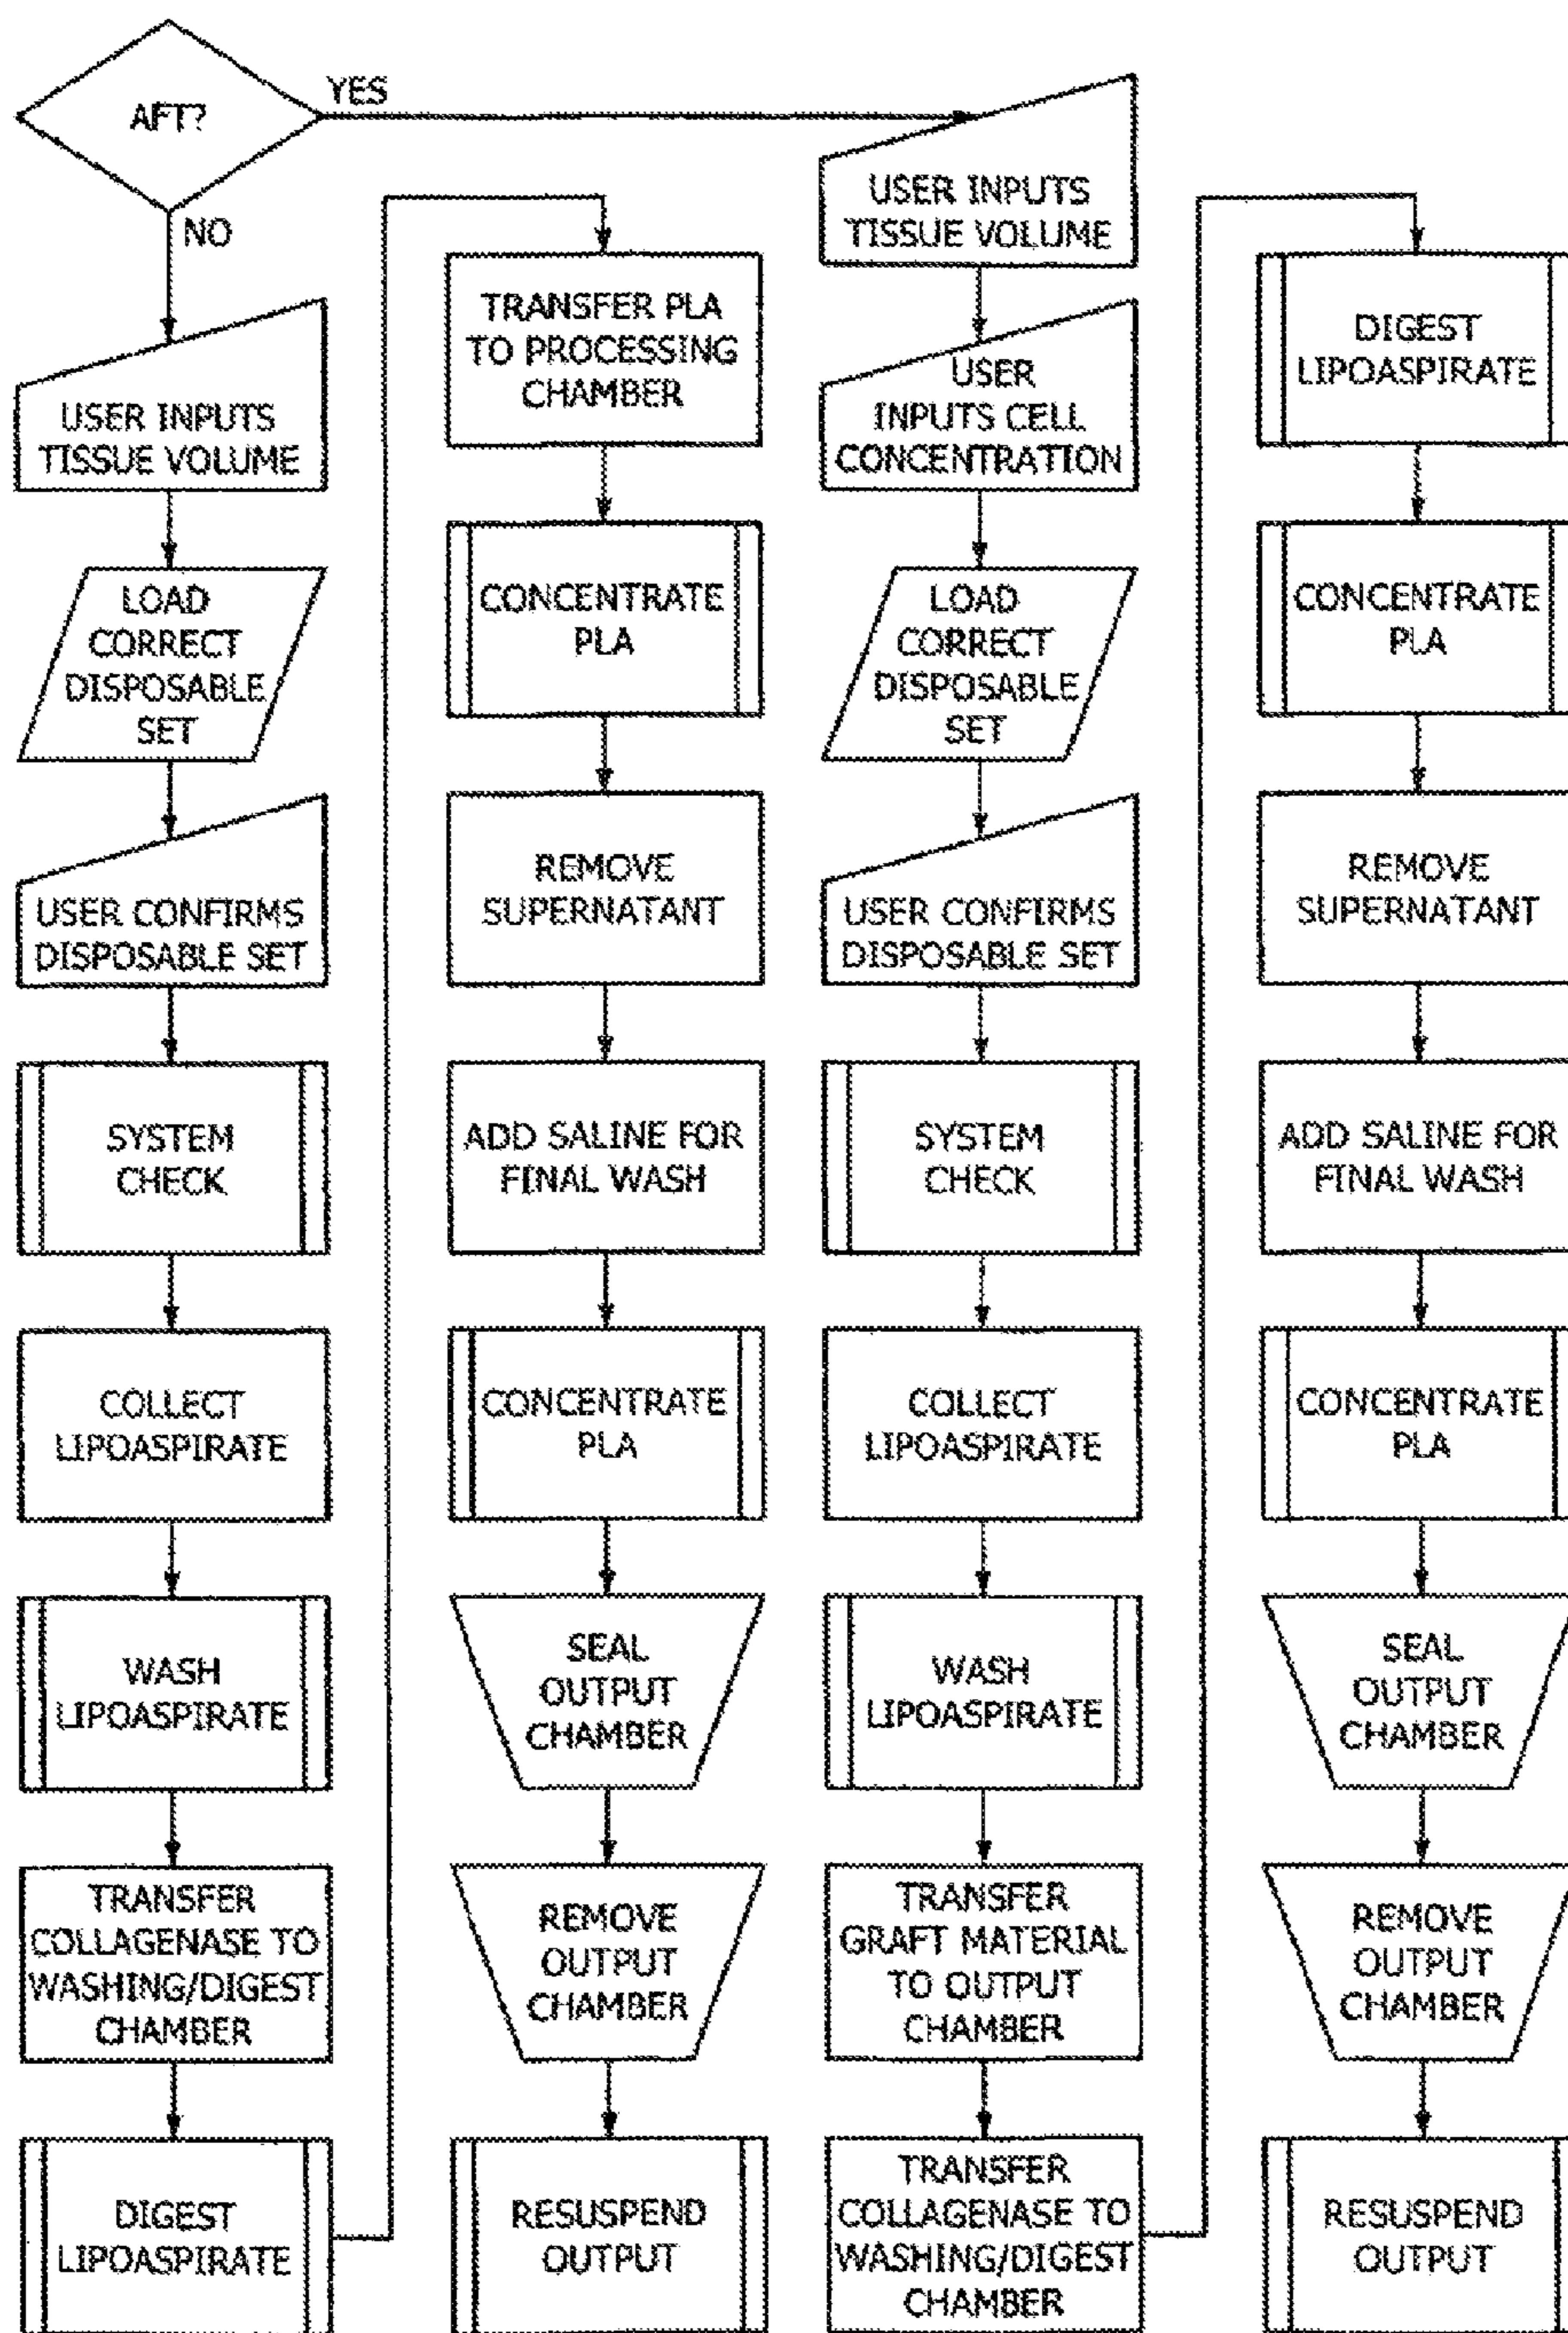 AFT?
YES
NO
USER INPUTS
TISSUE VOLUME
LOAD
CORRECT
DISPOSABLE
SET
USER CONFIRMS
DISPOSABLE SET
SYSTEM
CHECK
COLLECT
LIPOASPIRATE
WASH
LIPOASPIRATE
TRANSFER
COLLAGENASE TO
WASHING/DIGEST
CHAMBER
DIGEST
LIPOASPIRATE
TRANSFER PLA
TO PROCESSING
CHAMBER
CONCENTRATE
PLA
REMOVE
SUPERNATANT
ADD SALINE FOR
FINAL WASH
CONCENTRATE
PLA
SEAL
OUTPUT
CHAMBER
REMOVE
OUTPUT
CHAMBER
RESUSPEND
OUTPUT
USER INPUTS
TISSUE VOLUME
USER
INPUTS CELL
CONCENTRATION
LOAD
CORRECT
DISPOSABLE
SET
USER CONFIRMS
DISPOSABLE SET
SYSTEM
CHECK
COLLECT
LIPOASPIRATE
WASH
LIPOASPIRATE
TRANSFER
GRAFT MATERIAL
TO OUTPUT
CHAMBER
TRANSFER
COLLAGENASE TO
WASHING/DIGEST
CHAMBER
DIGEST
LIPOASPIRATE
CONCENTRATE
PLA
REMOVE
SUPERNATANT
ADD SALINE FOR
FINAL WASH
CONCENTRATE
PLA
SEAL
OUTPUT
CHAMBER
REMOVE
OUTPUT
CHAMBER
RESUSPEND
OUTPUT